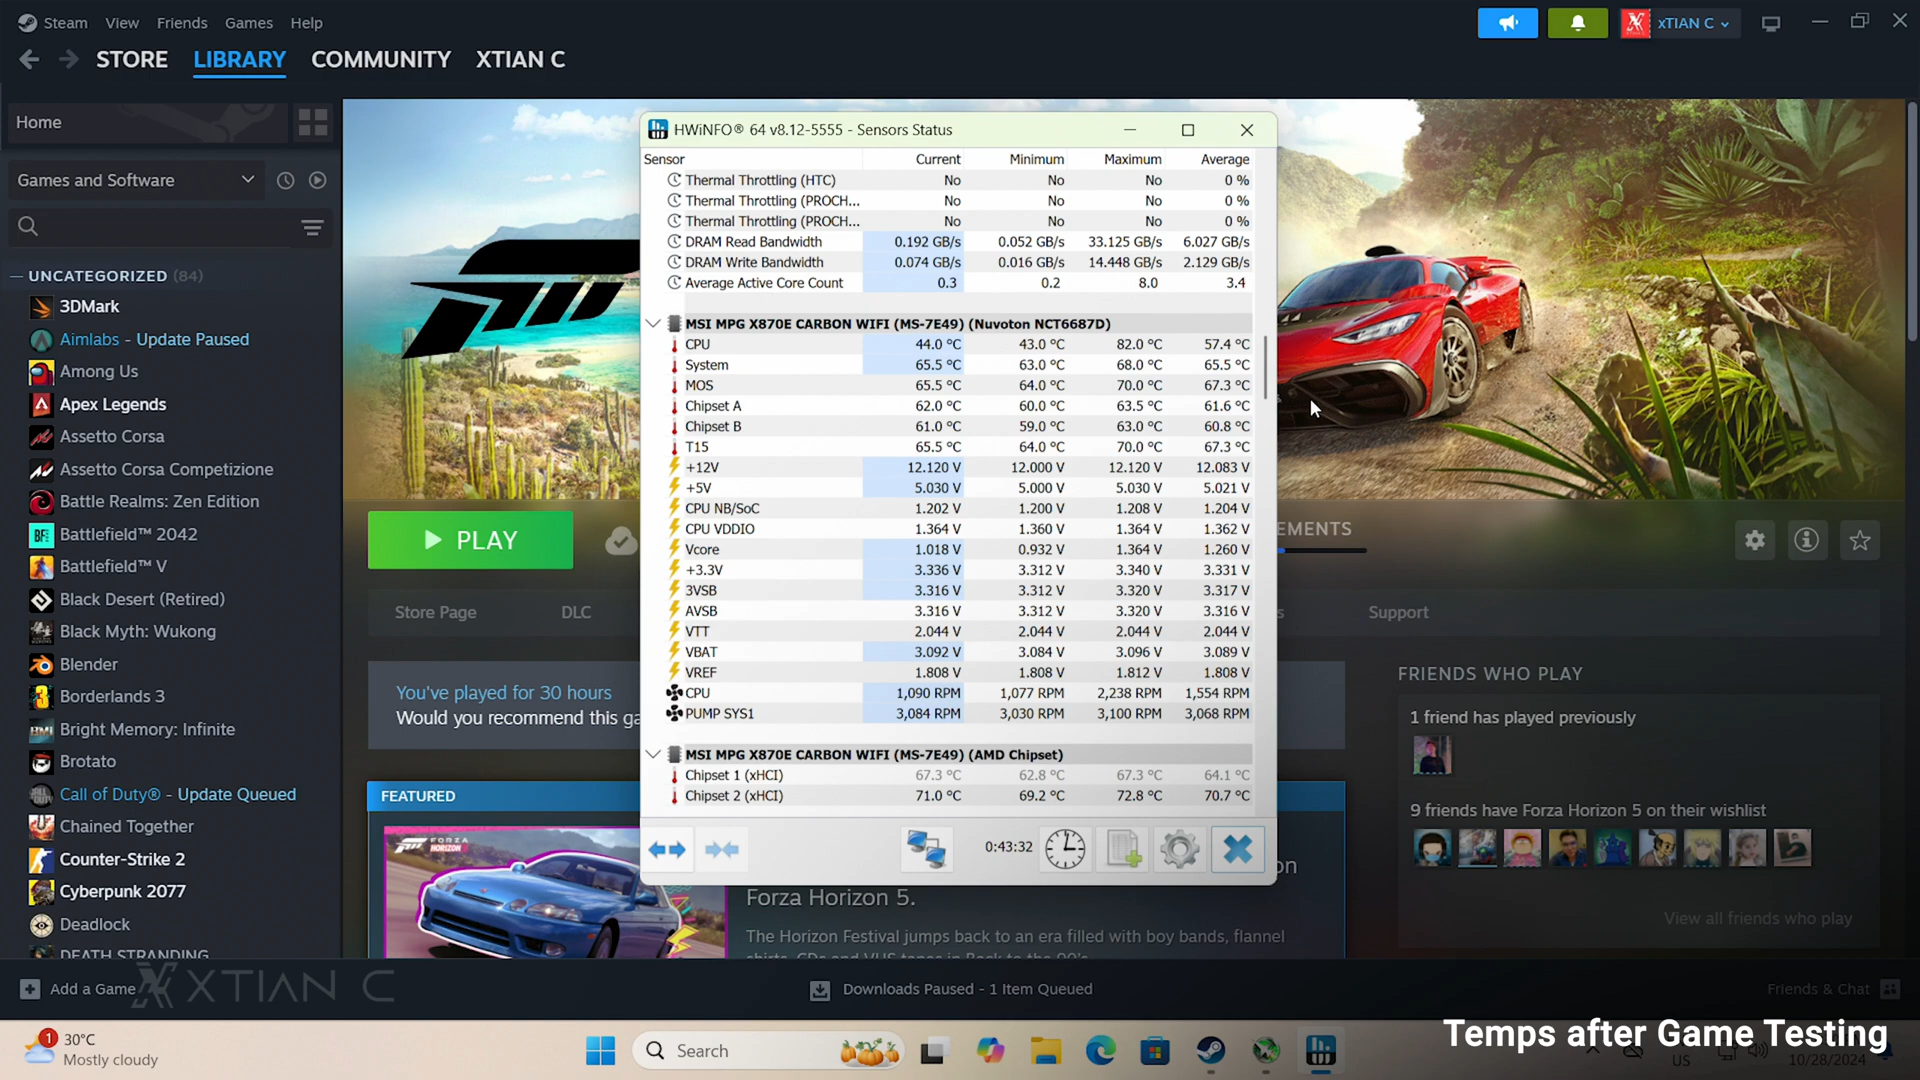 Steam View Friends Games Help
xTIAN C
STORE LIBRARY COMMUNITY XTIAN C
Home
Games and Software
UNCATEGORIZED (84)
3DMark
Aimlabs - Update Paused
Among Us
Apex Legends
Assetto Corsa
Assetto Corsa Competizione
Battle Realms: Zen Edition
Battlefield™ 2042
Battlefield™ V
Black Desert (Retired)
Black Myth: Wukong
Blender
Borderlands 3
Bright Memory: Infinite
Brotato
Call of Duty® - Update Queued
Chained Together
Counter-Strike 2
Cyberpunk 2077
Deadlock
DEATH STRANDING
HWiNFO® 64 v8.12-5555 - Sensors Status
Sensor Current Minimum Maximum Average
Thermal Throttling (HTC) No No No 0 %
Thermal Throttling (PROCH... No No No 0 %
Thermal Throttling (PROCH... No No No 0 %
DRAM Read Bandwidth 0.192 GB/s 0.052 GB/s 33.125 GB/s 6.027 GB/s
DRAM Write Bandwidth 0.074 GB/s 0.016 GB/s 14.448 GB/s 2.129 GB/s
Average Active Core Count 0.3 0.2 8.0 3.4
MSI MPG X870E CARBON WIFI (MS-7E49) (Nuvoton NCT6687D)
CPU 44.0 °C 43.0 °C 82.0 °C 57.4 °C
System 65.5 °C 63.0 °C 68.0 °C 65.5 °C
MOS 65.5 °C 64.0 °C 70.0 °C 67.3 °C
Chipset A 62.0 °C 60.0 °C 63.5 °C 61.6 °C
Chipset B 61.0 °C 59.0 °C 63.0 °C 60.8 °C
T15 65.5 °C 64.0 °C 70.0 °C 67.3 °C
+12V 12.120 V 12.000 V 12.120 V 12.083 V
+5V 5.030 V 5.000 V 5.030 V 5.021 V
CPU NB/SoC 1.202 V 1.200 V 1.208 V 1.204 V
CPU VDDIO 1.364 V 1.360 V 1.364 V 1.362 V
Vcore 1.018 V 0.932 V 1.364 V 1.260 V
+3.3V 3.336 V 3.312 V 3.340 V 3.331 V
3VSB 3.316 V 3.312 V 3.320 V 3.317 V
AVSB 3.316 V 3.312 V 3.320 V 3.316 V
VTT 2.044 V 2.044 V 2.044 V 2.044 V
VBAT 3.092 V 3.084 V 3.096 V 3.089 V
VREF 1.808 V 1.808 V 1.812 V 1.808 V
CPU 1,090 RPM 1,077 RPM 2,238 RPM 1,554 RPM
PUMP SYS1 3,084 RPM 3,030 RPM 3,100 RPM 3,068 RPM
MSI MPG X870E CARBON WIFI (MS-7E49) (AMD Chipset)
Chipset 1 (xHCI) 67.3 °C 62.8 °C 67.3 °C 64.1 °C
Chipset 2 (xHCI) 71.0 °C 69.2 °C 72.8 °C 70.7 °C
0:43:32
PLAY
EMENTS
Store Page DLC
s Support
You've played for 30 hours
Would you recommend this ga
FEATURED
FORZA
HORIZON
on
Forza Horizon 5.
The Horizon Festival jumps back to an era filled with boy bands, flannel
shirts, CDs and VHS tapes in Back to the 90's
FRIENDS WHO PLAY
1 friend has played previously
9 friends have Forza Horizon 5 on their wishlist
View all friends who play
Add a Game
XTIAN C
Downloads Paused - 1 Item Queued
Friends & Chat
Temps after Game Testing
1
30°C
Mostly cloudy
Search
US
10/28/2024